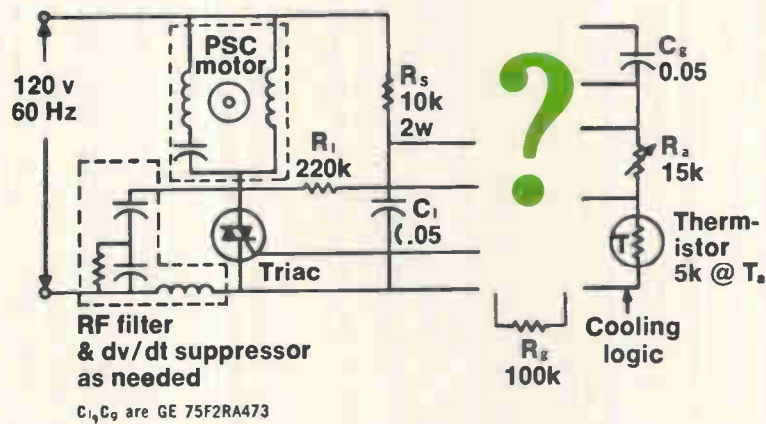 120 v
60 Hz
PSC
motor
R₁
220k
Rs
10k
2w
C₁
(.05
Triac
RF filter
& dv/dt suppressor
as needed
C₁,C₉ are GE 75F2RA473
?
Rg
100k
Cg
0.05
Ra
15k
T
Therm-
istor
5k @ Ta
Cooling
logic